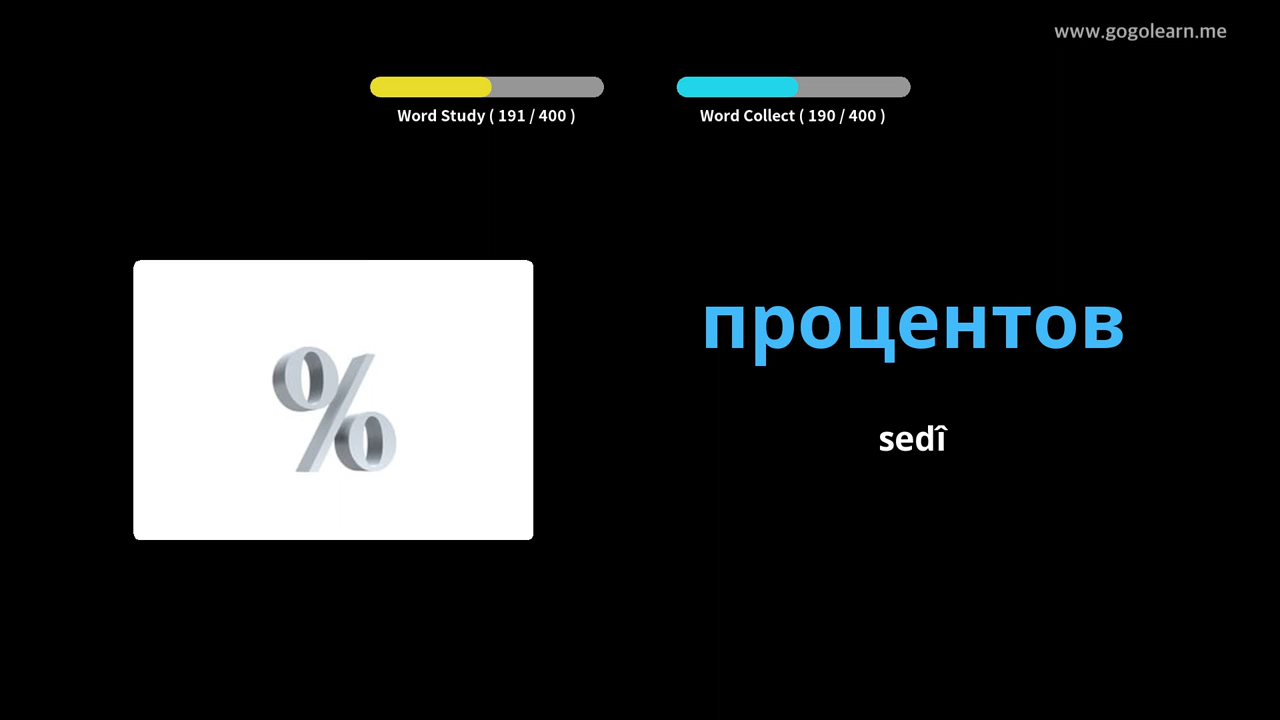 www.gogolearn.me
Word Study ( 191 / 400 )
Word Collect ( 190 / 400 )
%
процентов
sedî